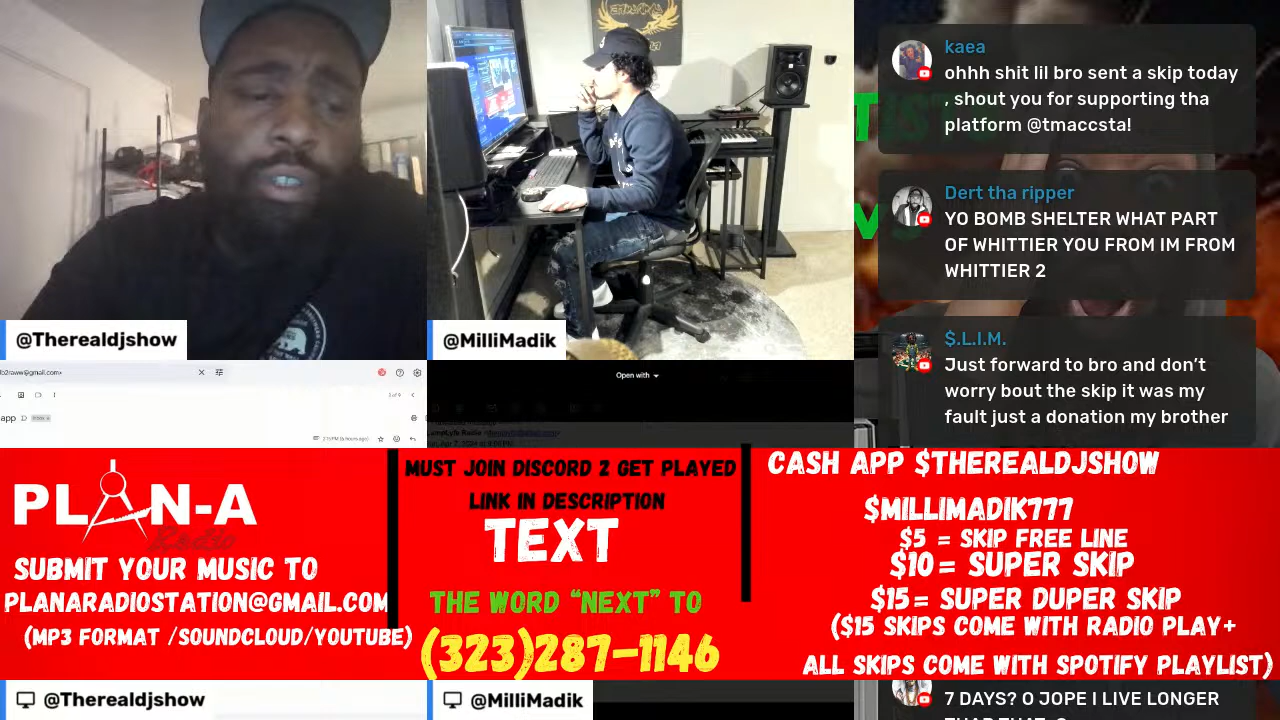 @Therealdjshow
@MilliMadik
kaea
ohhh shit lil bro sent a skip today
, shout you for supporting tha
platform @tmaccsta!
Dert tha ripper
YO BOMB SHELTER WHAT PART
OF WHITTIER YOU FROM IM FROM
WHITTIER 2
$.L.I.M.
Just forward to bro and don't
worry bout the skip it was my
fault just a donation my brother
Open with
app
PLAN-A
Radio
SUBMIT YOUR MUSIC TO
PLANARADIOSTATION@GMAIL.COM
(MP3 FORMAT /SOUNDCLOUD/YOUTUBE)
MUST JOIN DISCORD 2 GET PLAYED
LINK IN DESCRIPTION
TEXT
THE WORD “NEXT” TO
(323)287-1146
CASH APP $THEREALDJSHOW
$MILLIMADIK777
$5 = SKIP FREE LINE
$10 = SUPER SKIP
$15= SUPER DUPER SKIP
($15 SKIPS COME WITH RADIO PLAY+
ALL SKIPS COME WITH SPOTIFY PLAYLIST)
@Therealdjshow
@MilliMadik
7 DAYS? O JOPE I LIVE LONGER